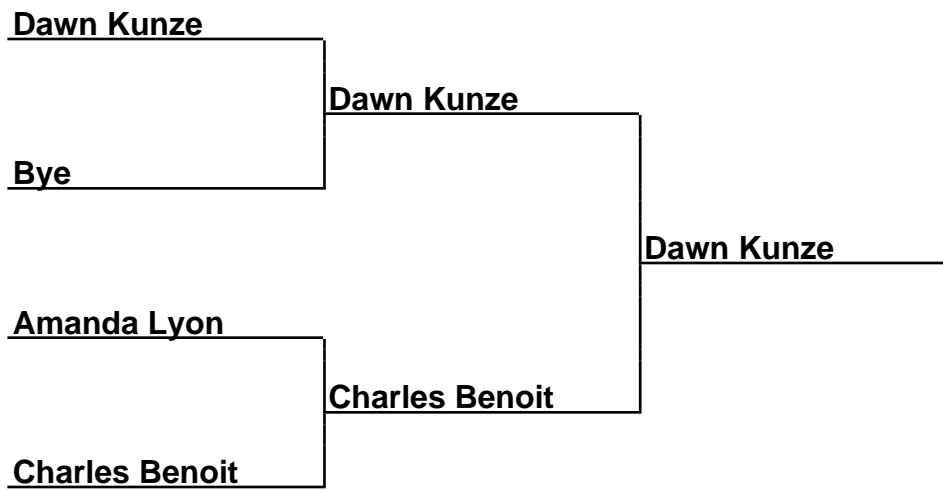 Dawn Kunze
Dawn Kunze
Bye
Dawn Kunze
Amanda Lyon
Charles Benoit
Charles Benoit